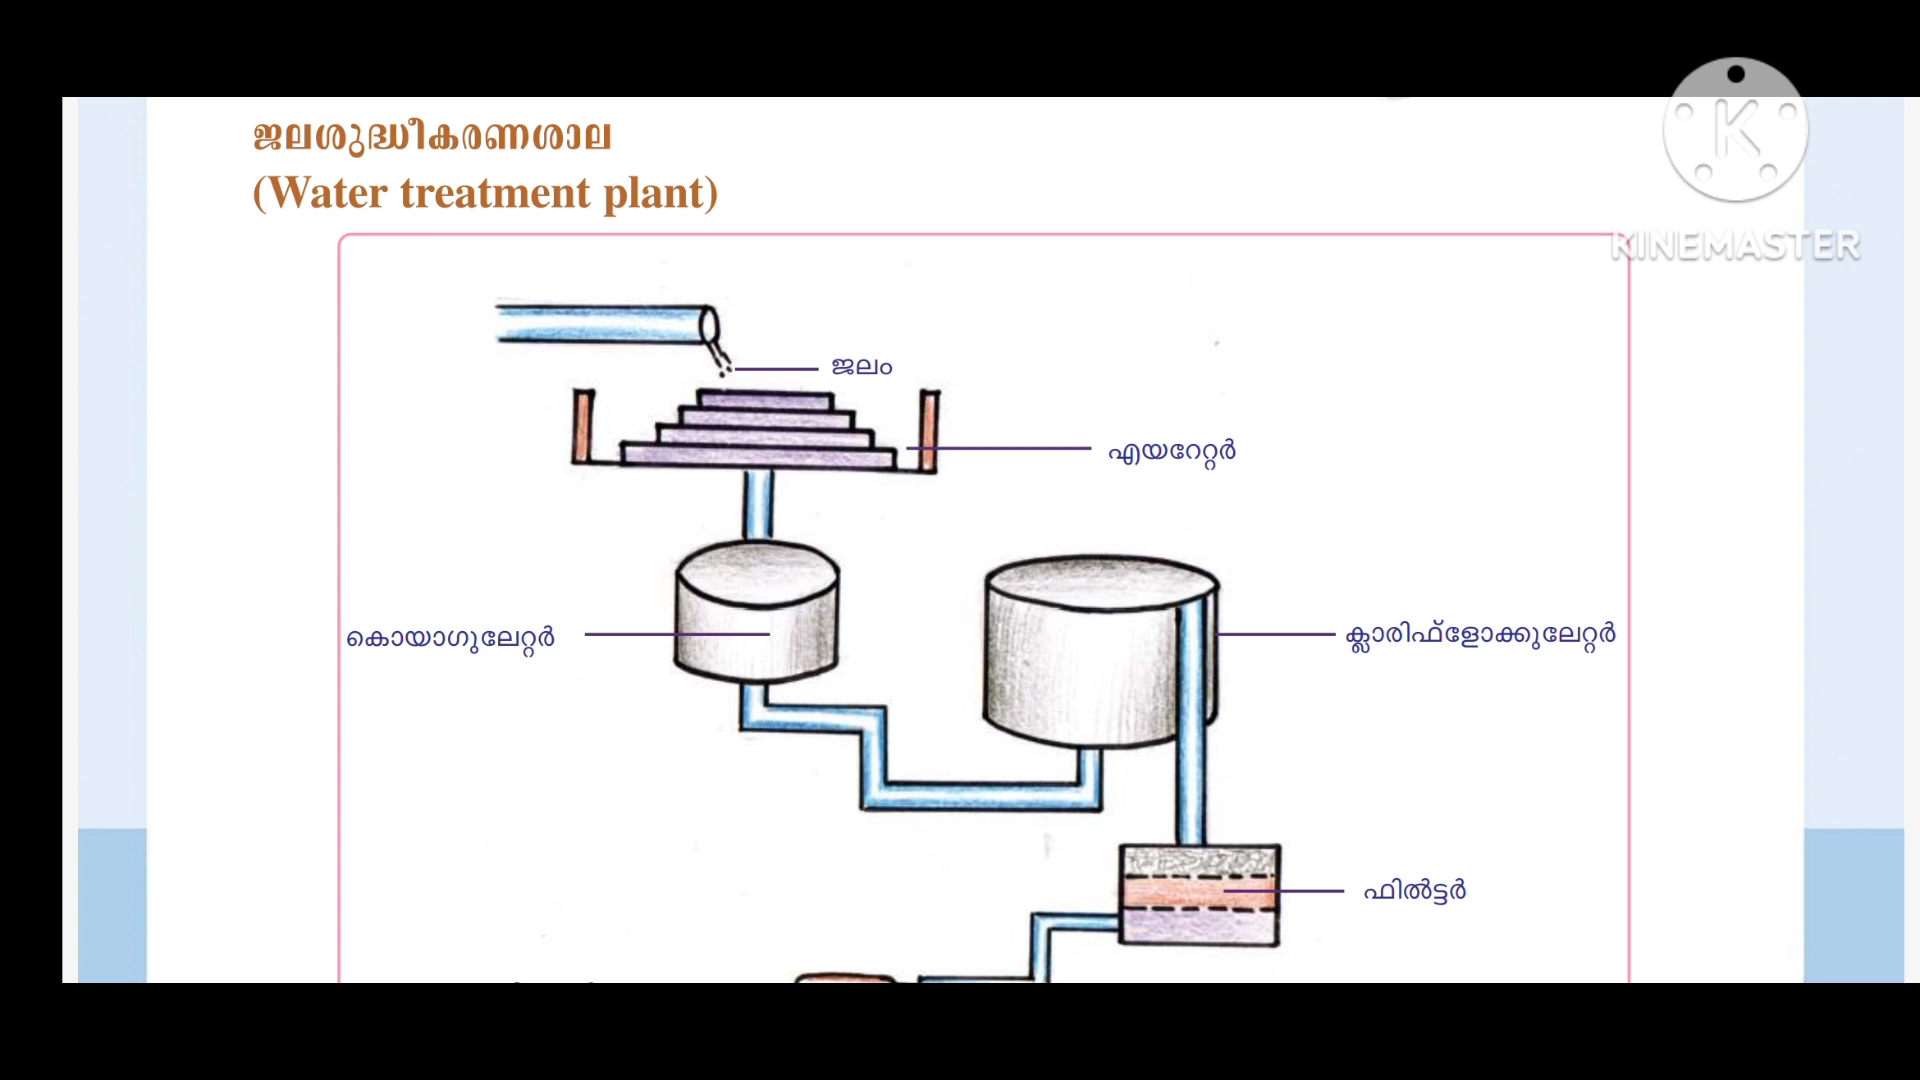 ജലശുദ്ധീകരണശാല
(Water treatment plant)
K
KINEMASTER
ജലം
എയറേറ്റർ
കൊയാഗുലേറ്റർ
ക്ലാരിഫ്ളോക്കുലേറ്റർ
ഫിൽട്ടർ